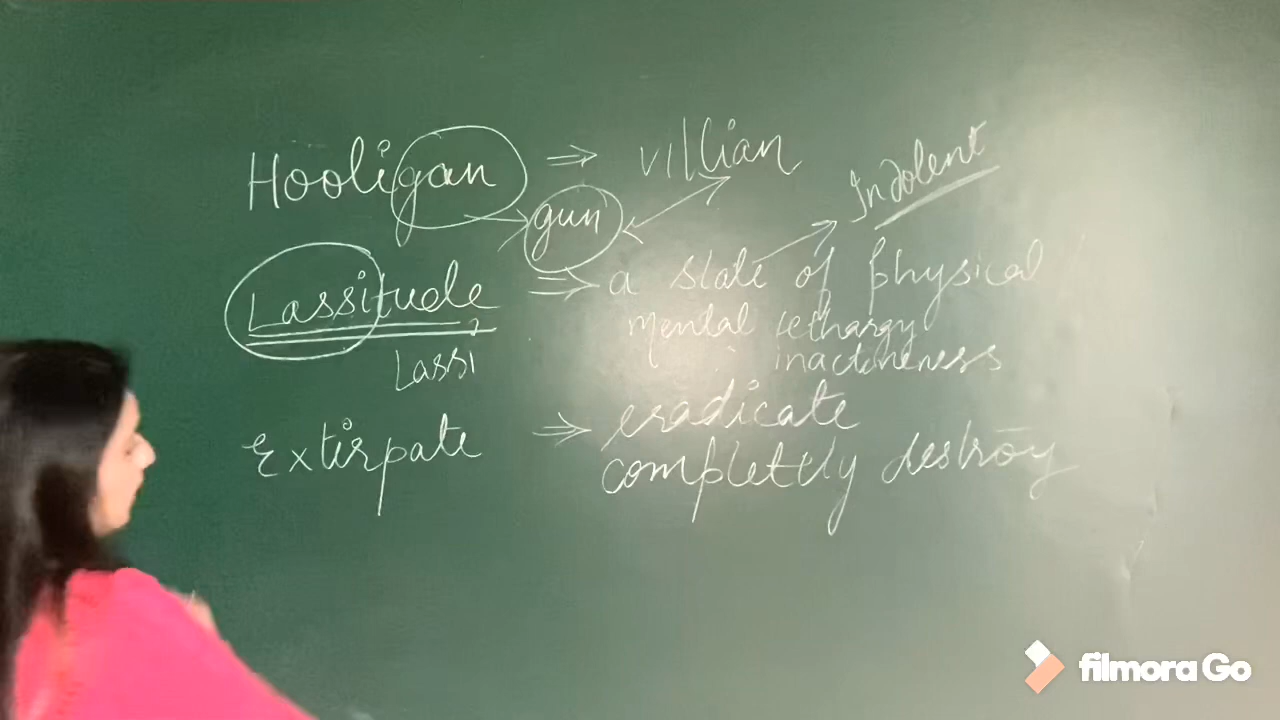 Hooligan ⇒ villian
gun
Indolent
Lassitude ⇒ a state of physical /
mental lethargy
inactiveness
Lassi
Extirpate ⇒ eradicate
completly destroy
filmora Go